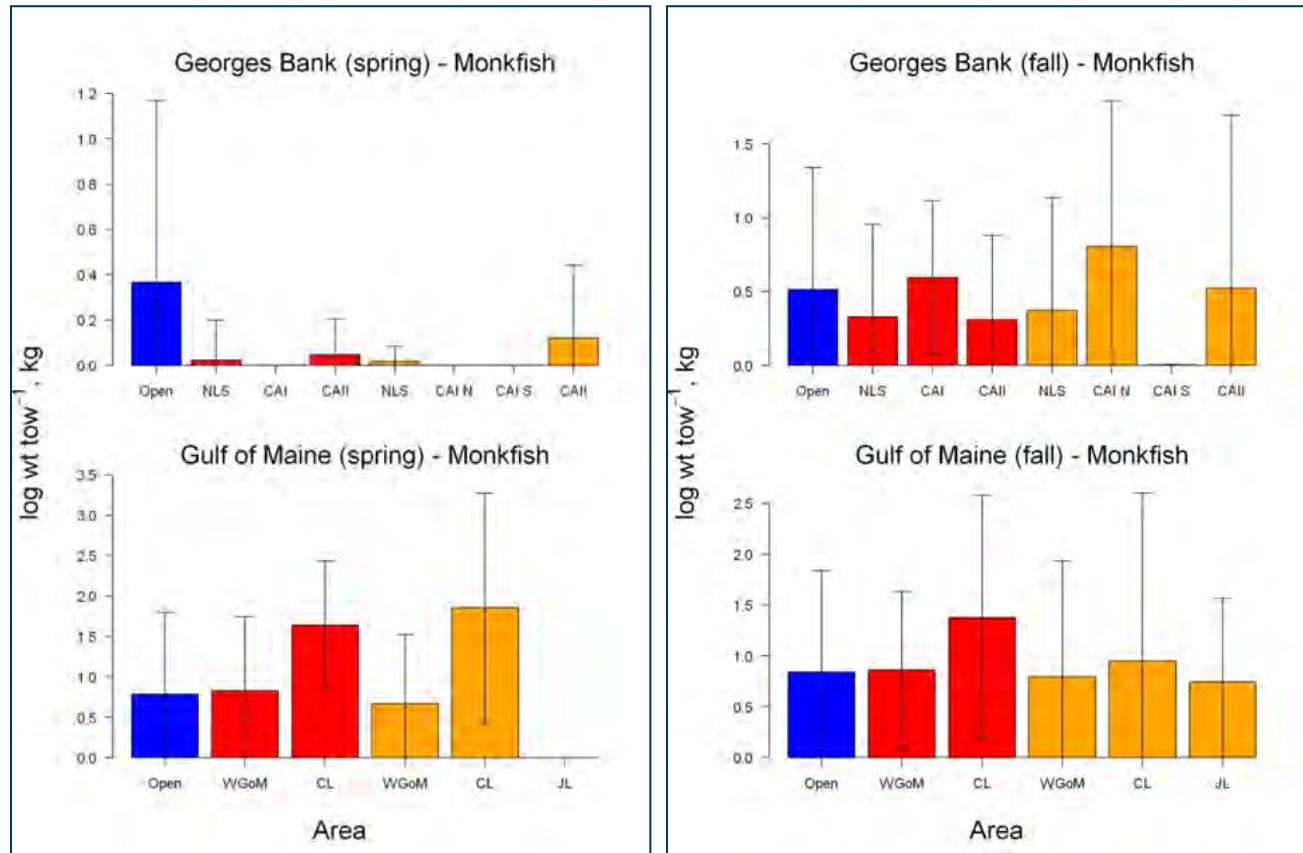 Georges Bank (spring) - Monkfish
1.2
1.0
0.8
0.6
0.4
0.2
0.0
Open NLS CAI CAII NLS CAI N CAI S CAII
log wt tow⁻¹, kg
Gulf of Maine (spring) - Monkfish
3.5
3.0
2.5
2.0
1.5
1.0
0.5
0.0
Open WGoM CL WGoM CL JL
Area
Georges Bank (fall) - Monkfish
1.5
1.0
0.5
0.0
Open NLS CAI CAII NLS CAI N CAI S CAII
log wt tow⁻¹, kg
Gulf of Maine (fall) - Monkfish
2.5
2.0
1.5
1.0
0.5
0.0
Open WGoM CL WGoM CL JL
Area